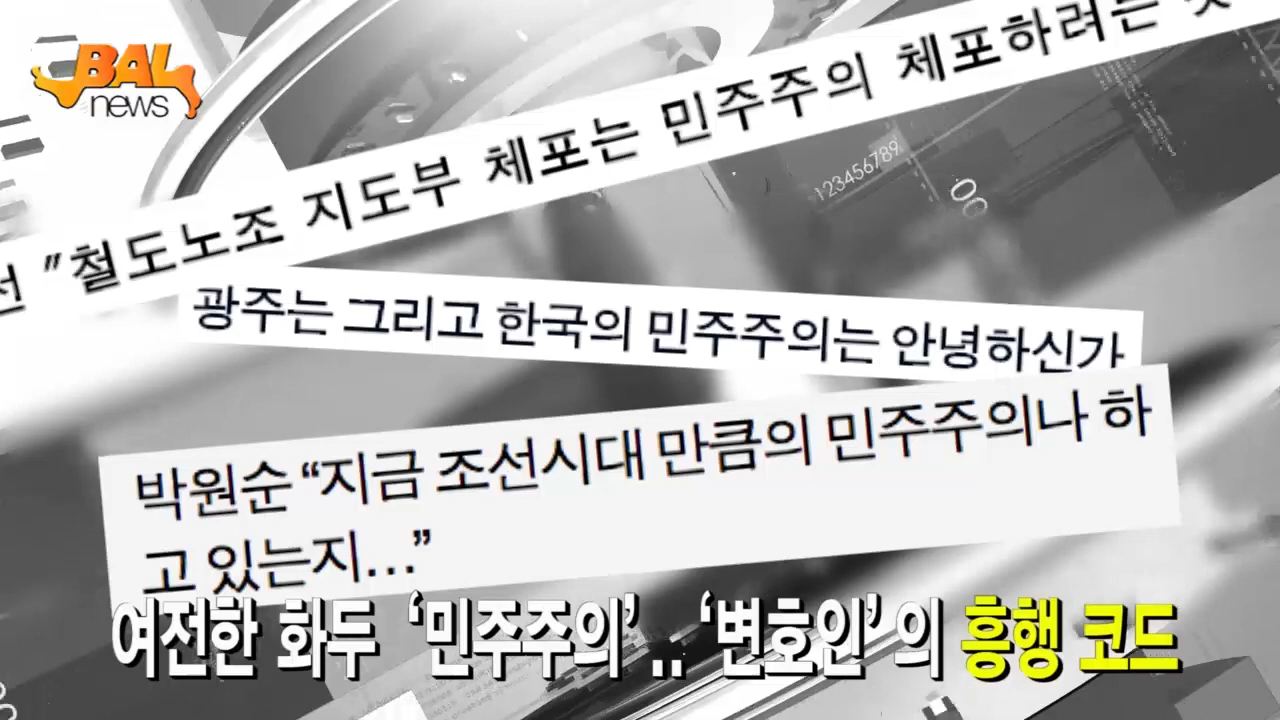 BAL
news
"철도노조 지도부 체포는 민주주의 체포하려는
123456789
광주는 그리고 한국의 민주주의는 안녕하신가
박원순 “지금 조선시대 만큼의 민주주의나 하
고 있는지...”
여전한 화두 ‘민주주의’.. ‘변호인’의 흥행 코드